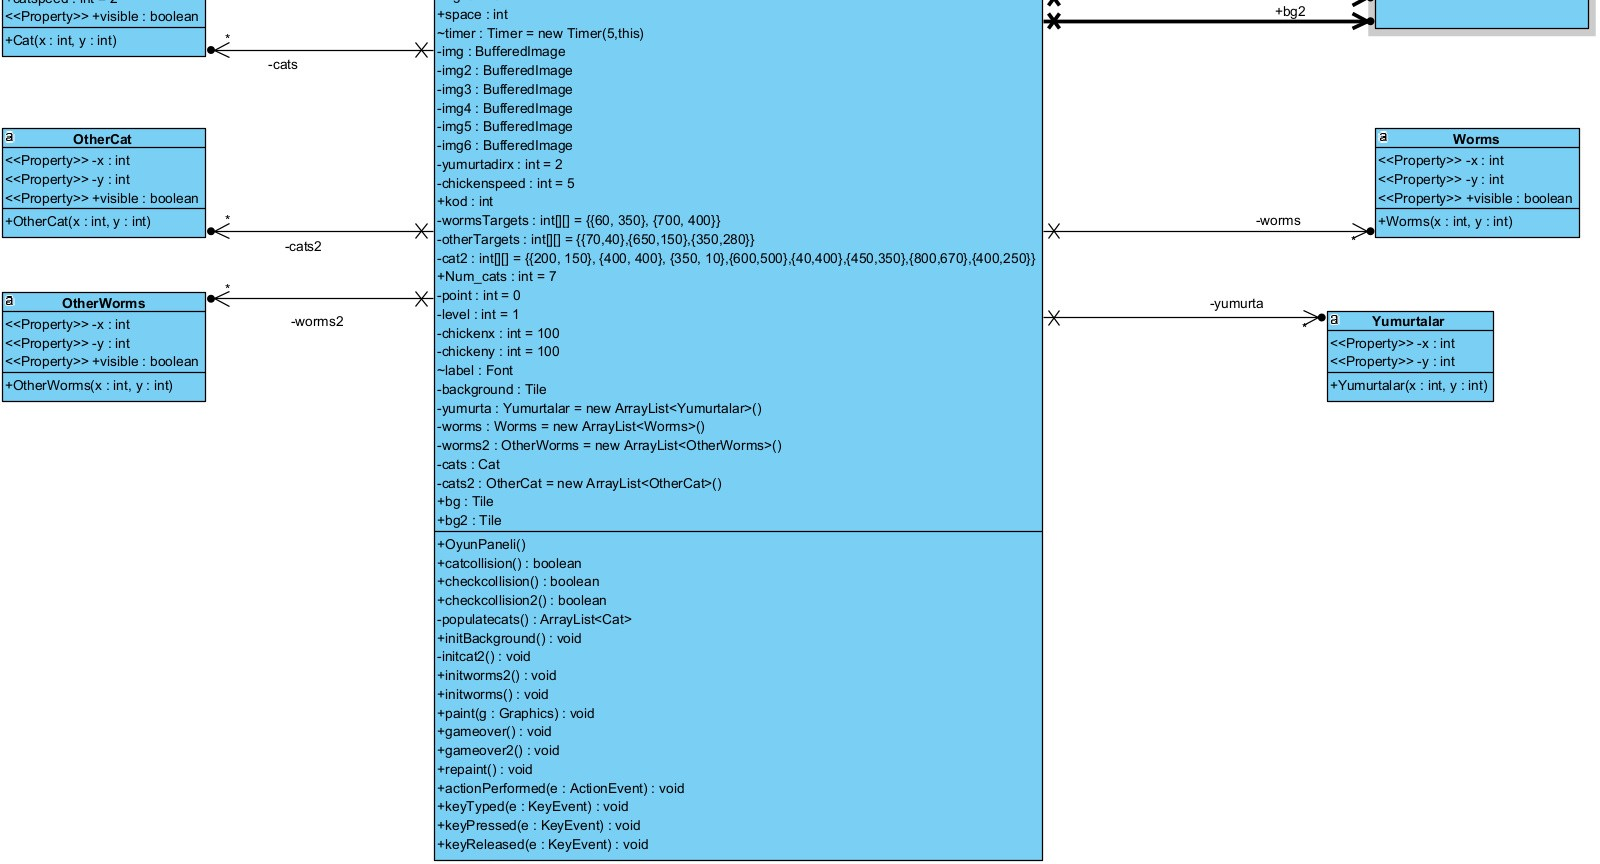 <<Property>> +visible : boolean
+Cat(x : int, y : int)
*
-cats
a
OtherCat
<<Property>> -x : int
<<Property>> -y : int
<<Property>> +visible : boolean
+OtherCat(x : int, y : int)
*
-cats2
a
OtherWorms
<<Property>> -x : int
<<Property>> -y : int
<<Property>> +visible : boolean
+OtherWorms(x : int, y : int)
*
-worms2
+space : int
~timer : Timer = new Timer(5,this)
-img : BufferedImage
-img2 : BufferedImage
-img3 : BufferedImage
-img4 : BufferedImage
-img5 : BufferedImage
-img6 : BufferedImage
-yumurtadirx : int = 2
-chickenspeed : int = 5
+kod : int
-wormsTargets : int[][] = {{60, 350}, {700, 400}}
-otherTargets : int[][] = {{70,40},{650,150},{350,280}}
-cat2 : int[][] = {{200, 150}, {400, 400}, {350, 10},{600,500},{40,400},{450,350},{800,670},{400,250}}
+Num_cats : int = 7
-point : int = 0
-level : int = 1
-chickenx : int = 100
-chickeny : int = 100
~label : Font
-background : Tile
-yumurta : Yumurtalar = new ArrayList<Yumurtalar>()
-worms : Worms = new ArrayList<Worms>()
-worms2 : OtherWorms = new ArrayList<OtherWorms>()
-cats : Cat
-cats2 : OtherCat = new ArrayList<OtherCat>()
+bg : Tile
+bg2 : Tile
+OyunPaneli()
+catcollision() : boolean
+checkcollision() : boolean
+checkcollision2() : boolean
-populatecats() : ArrayList<Cat>
+initBackground() : void
-initcat2() : void
+initworms2() : void
+initworms() : void
+paint(g : Graphics) : void
+gameover() : void
+gameover2() : void
+repaint() : void
+actionPerformed(e : ActionEvent) : void
+keyTyped(e : KeyEvent) : void
+keyPressed(e : KeyEvent) : void
+keyReleased(e : KeyEvent) : void
+bg2
a
Worms
<<Property>> -x : int
<<Property>> -y : int
<<Property>> +visible : boolean
+Worms(x : int, y : int)
-worms
*
-yumurta
*
a
Yumurtalar
<<Property>> -x : int
<<Property>> -y : int
+Yumurtalar(x : int, y : int)